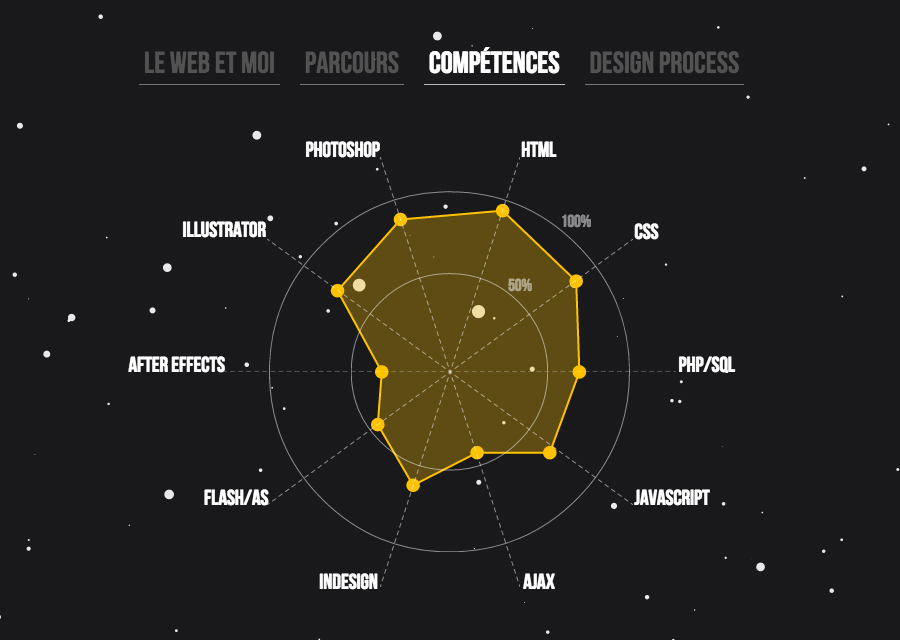 LE WEB ET MOI
PARCOURS
COMPÉTENCES
DESIGN PROCESS
PHOTOSHOP
HTML
100%
ILLUSTRATOR
CSS
50%
AFTER EFFECTS
PHP/SQL
FLASH/AS
JAVASCRIPT
INDESIGN
AJAX